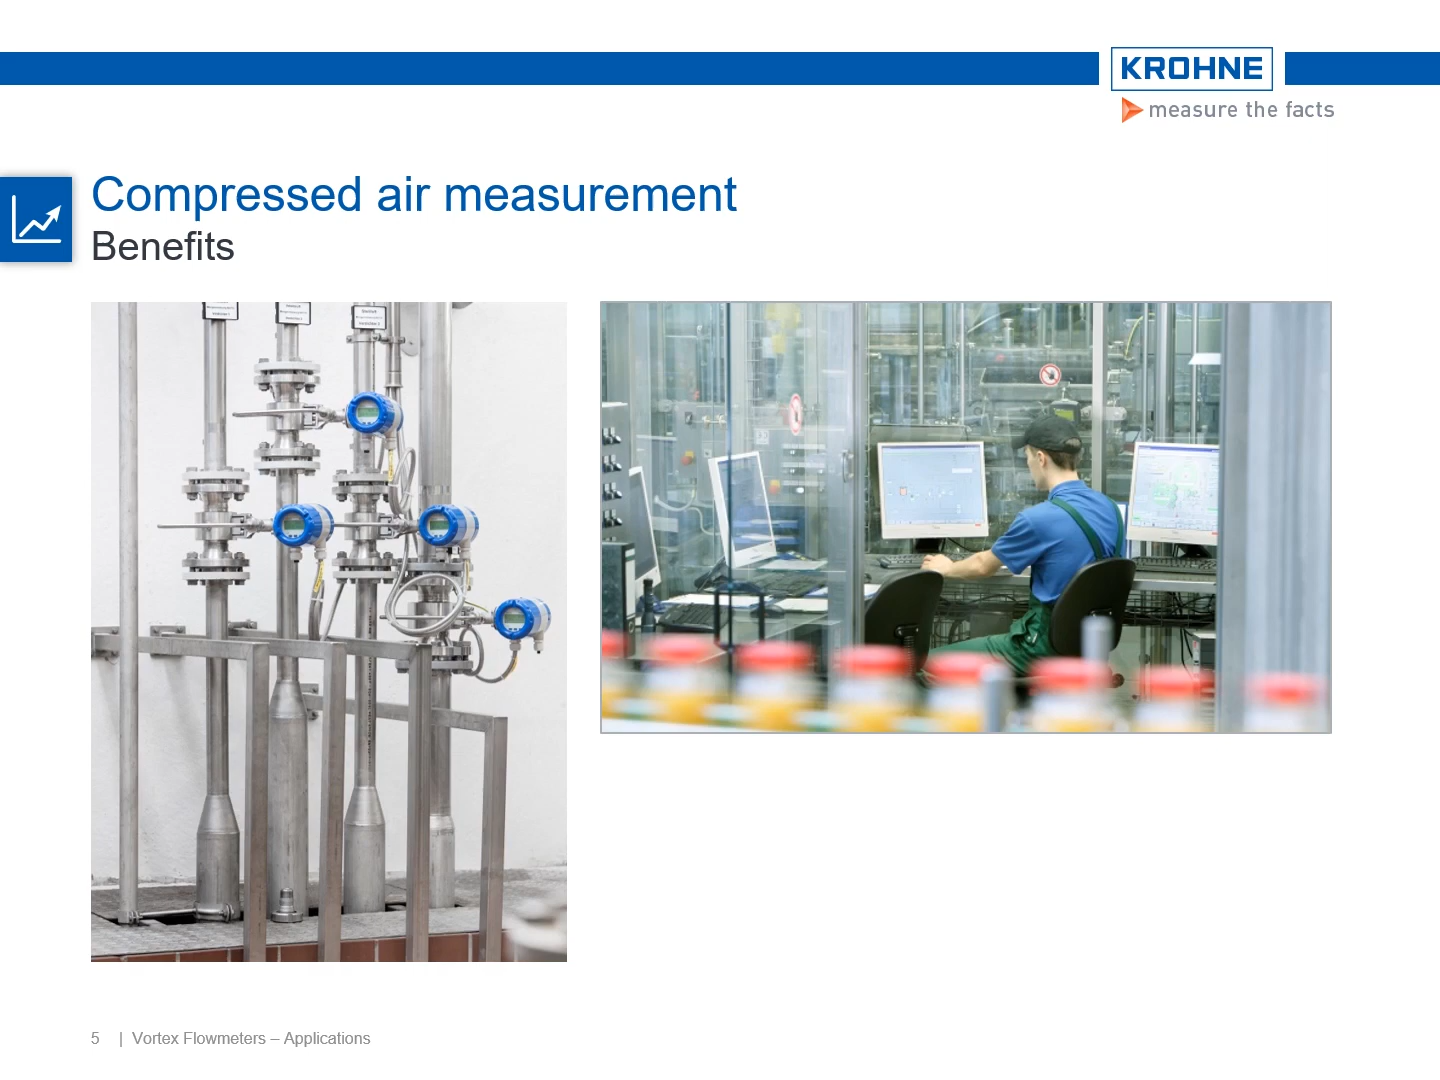 KROHNE
measure the facts
Compressed air measurement
Benefits
5 | Vortex Flowmeters – Applications